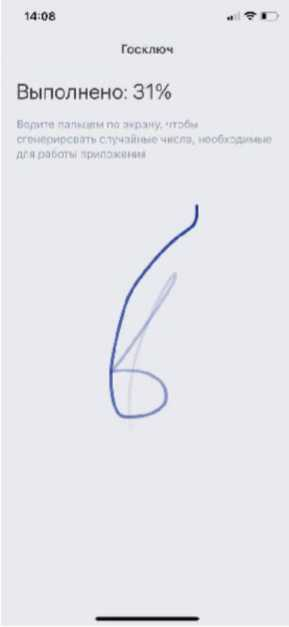 14:08
Госключ
Выполнено: 31%
Водите пальцем по экрану, чтобы
сгенерировать случайные числа, необходимые
для работы приложения